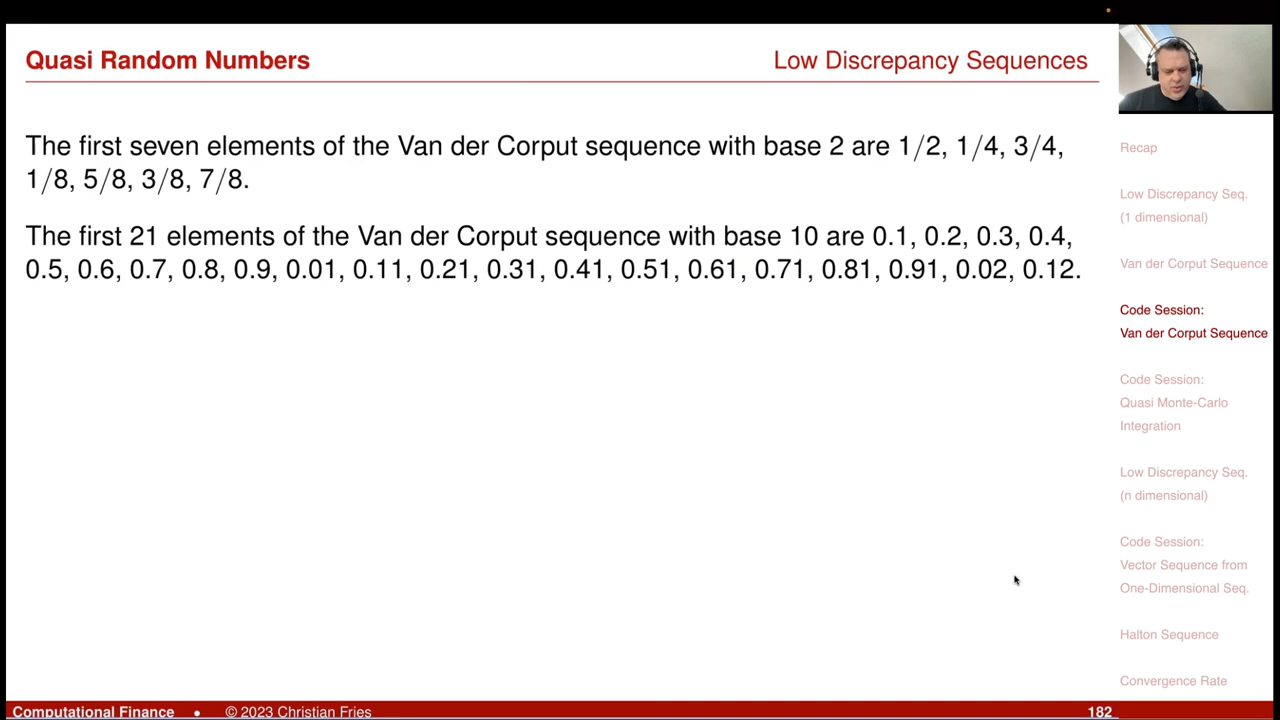 Quasi Random Numbers
Low Discrepancy Sequences
The first seven elements of the Van der Corput sequence with base 2 are 1/2, 1/4, 3/4,
1/8, 5/8, 3/8, 7/8.
The first 21 elements of the Van der Corput sequence with base 10 are 0.1, 0.2, 0.3, 0.4,
0.5, 0.6, 0.7, 0.8, 0.9, 0.01, 0.11, 0.21, 0.31, 0.41, 0.51, 0.61, 0.71, 0.81, 0.91, 0.02, 0.12.
Recap
Low Discrepancy Seq.
(1 dimensional)
Van der Corput Sequence
Code Session:
Van der Corput Sequence
Code Session:
Quasi Monte-Carlo
Integration
Low Discrepancy Seq.
(n dimensional)
Code Session:
Vector Sequence from
One-Dimensional Seq.
Halton Sequence
Convergence Rate
Computational Finance • © 2023 Christian Fries
182